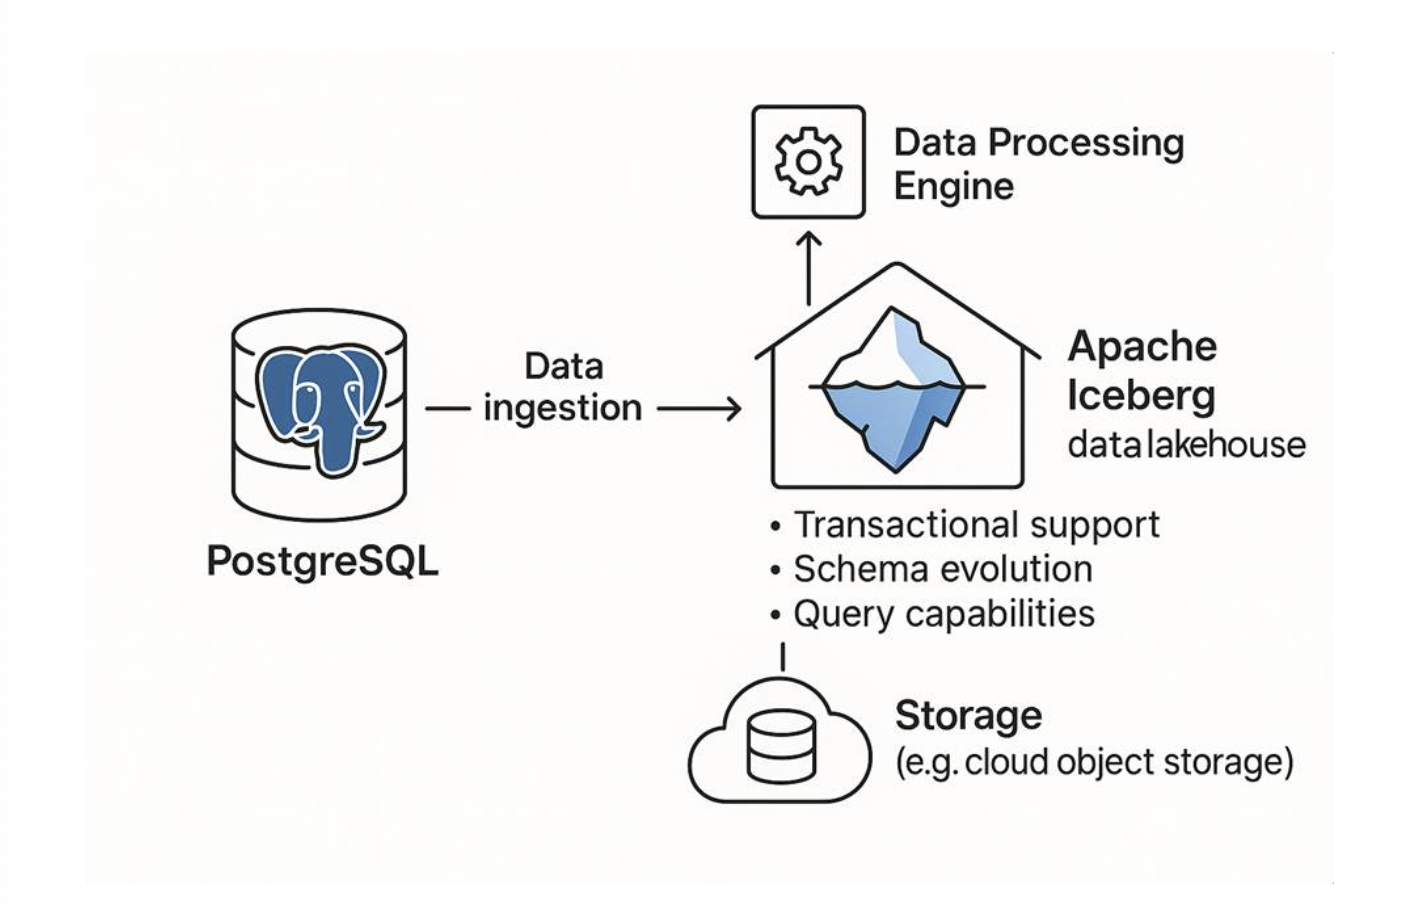 Data Processing
Engine
Data
ingestion
PostgreSQL
Apache
Iceberg
data lakehouse
• Transactional support
• Schema evolution
• Query capabilities
Storage
(e.g. cloud object storage)